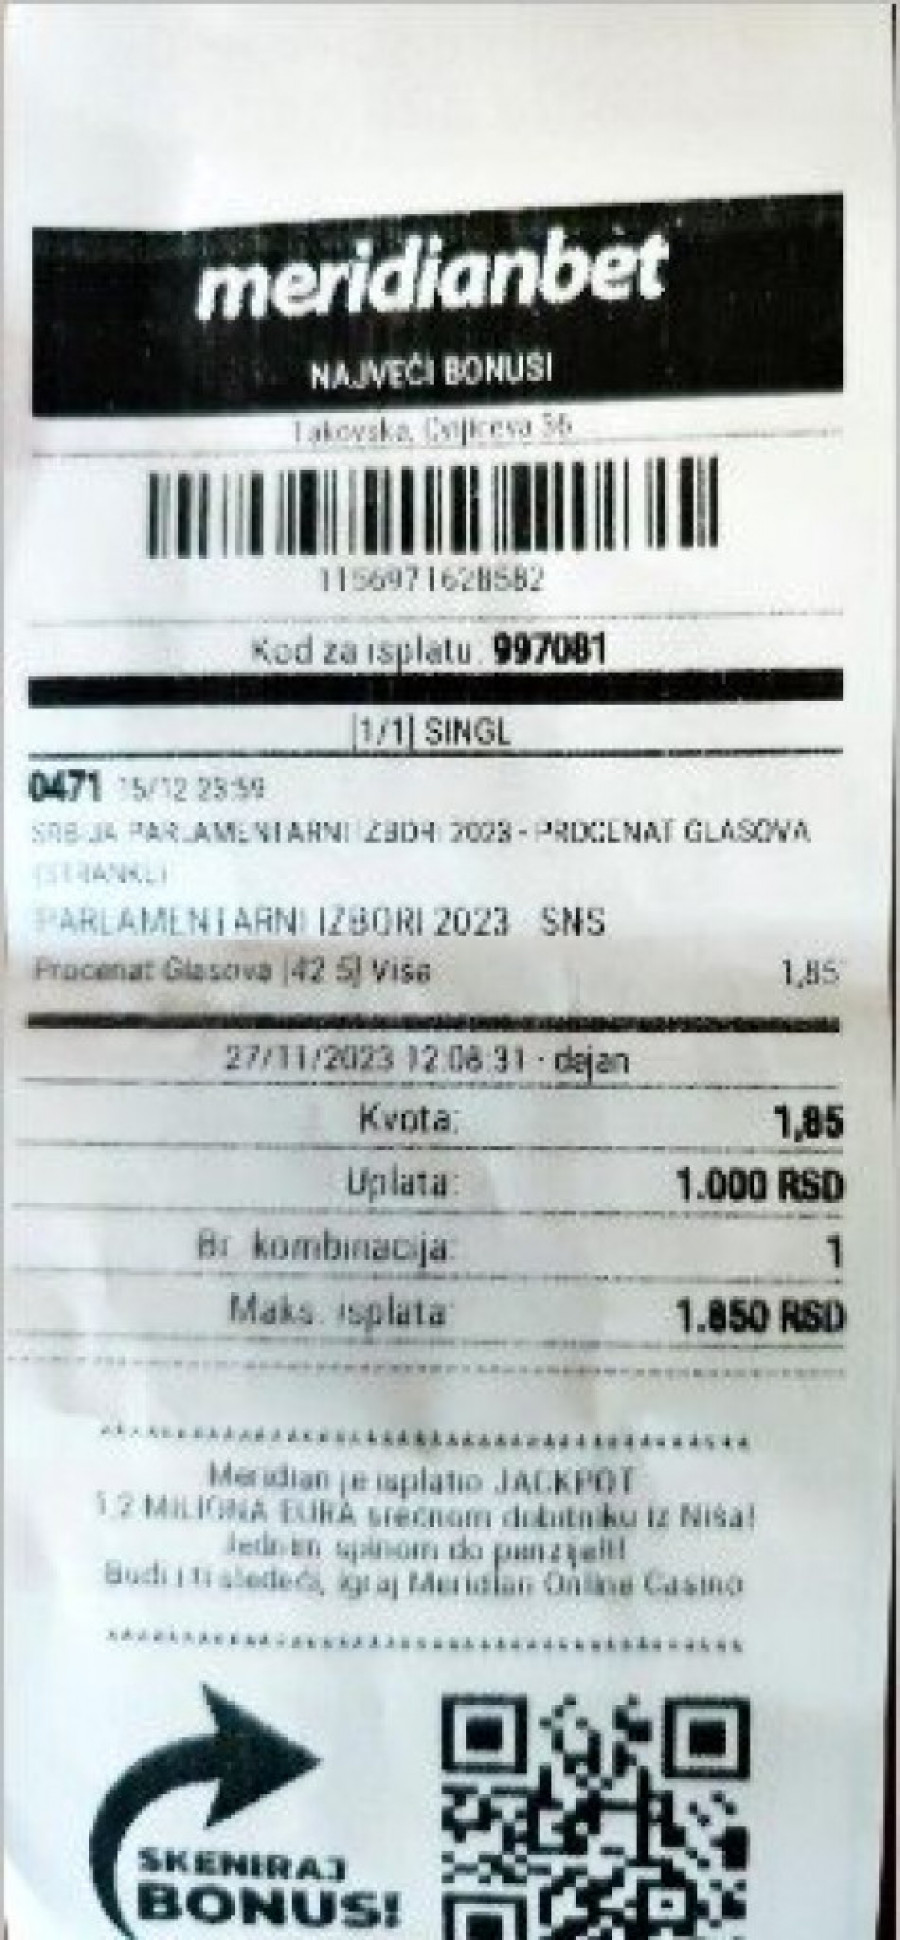 meridianbet
NAJVEĆI BONUSI
Takovska, Cvijiceva 56
1156971628582
Kod za isplatu: 997081
[1/1] SINGL
0471 15/12 23:59
SRBIJA PARLAMENTARNI IZBORI 2023 - PROCENAT GLASOVA
(STRANKE)
PARLAMENTARNI IZBORI 2023 SNS
Procenat Glasova [42.5] Više 1,85
27/11/2023 12:08:31 · dejan
Kvota: 1,85
Uplata: 1.000 RSD
Br. kombinacija: 1
Maks. isplata: 1.850 RSD
Meridian je isplatio JACKPOT
1.2 MILIONA EURA srećnom dobitniku iz Niša!
Jednim spinom do penzije!!!
Budi i ti sledeći, igraj Meridian Online Casino
SKENIRAJ
BONUS!